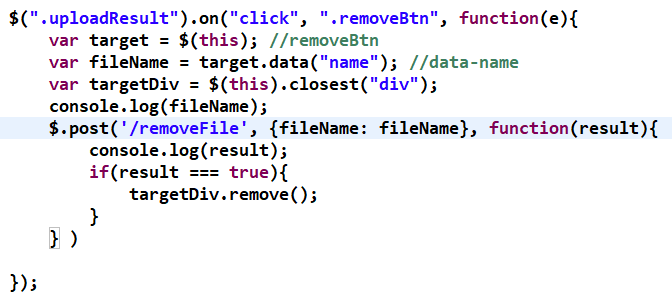 $(".uploadResult").on("click", ".removeBtn", function(e){
    var target = $(this); //removeBtn
    var fileName = target.data("name"); //data-name
    var targetDiv = $(this).closest("div");
    console.log(fileName);
    $.post('/removeFile', {fileName: fileName}, function(result){
        console.log(result);
        if(result === true){
            targetDiv.remove();
        }
    } )
});